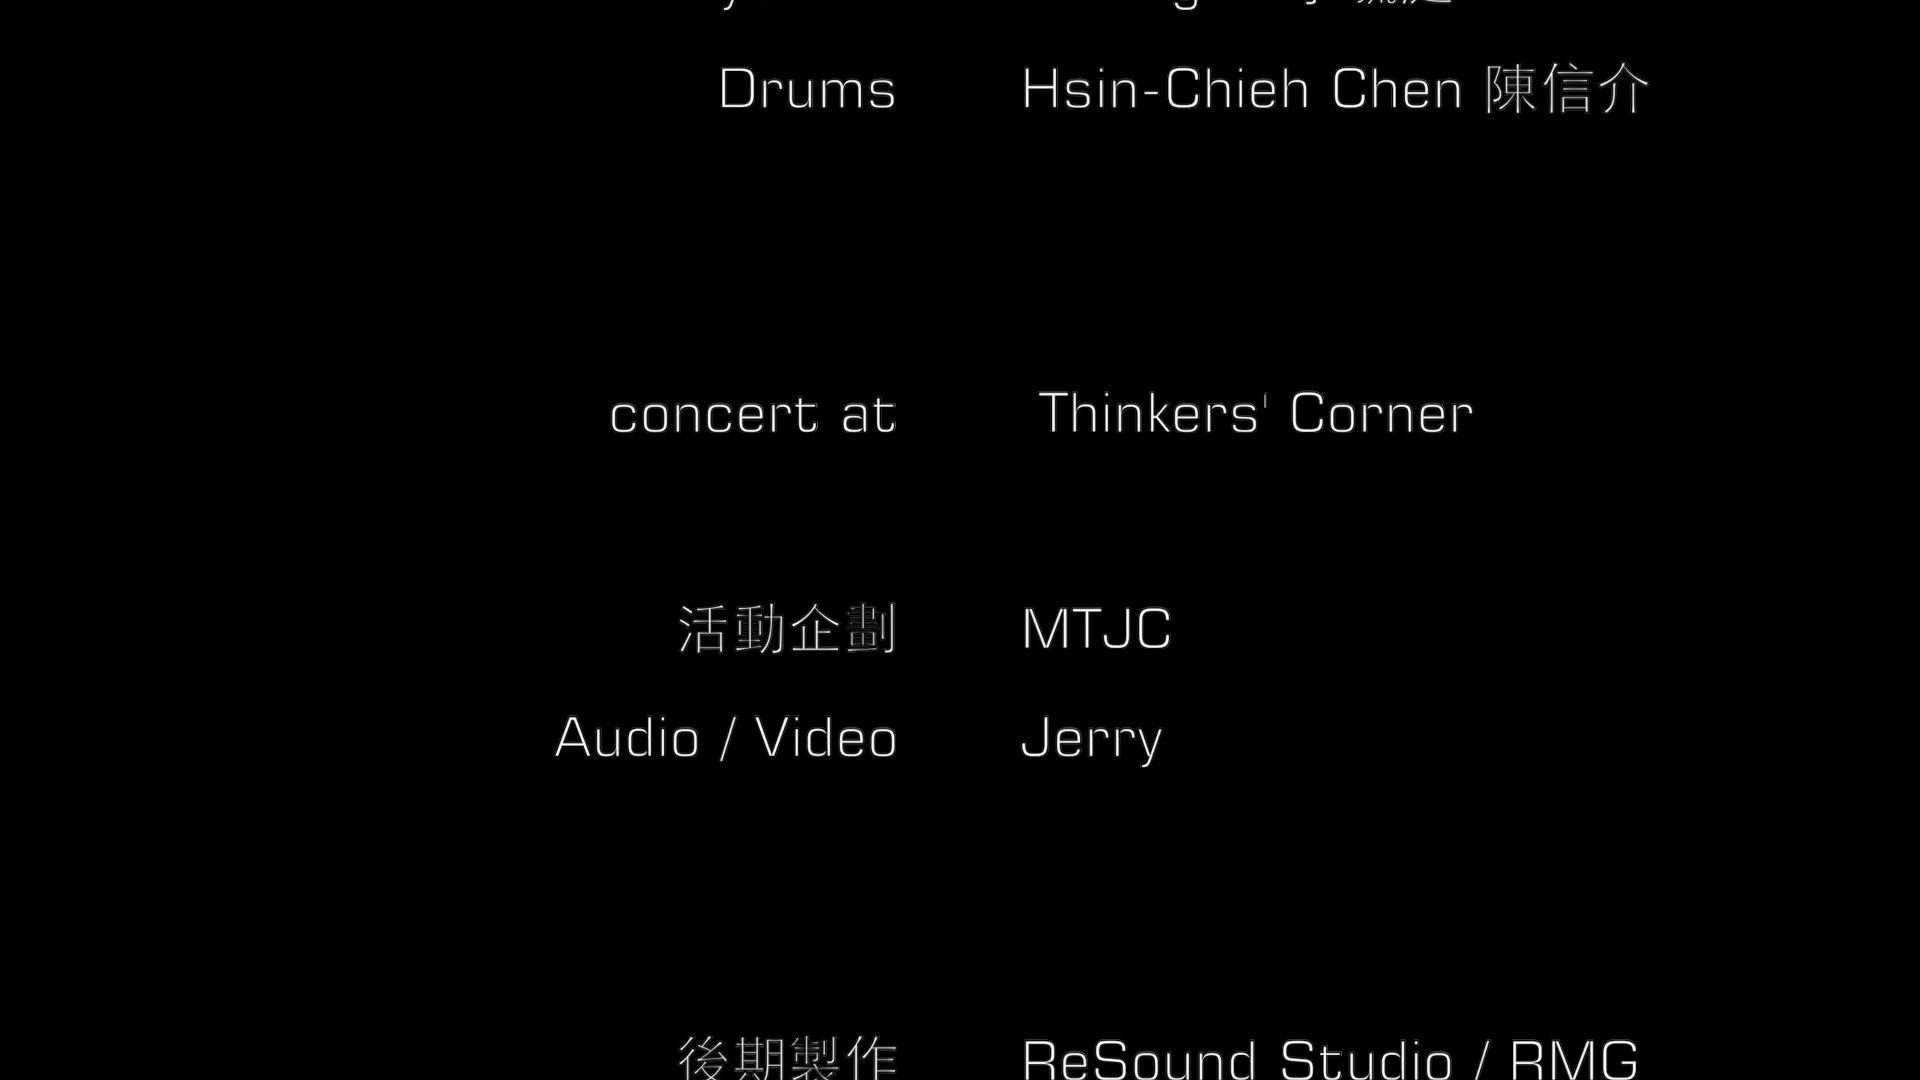 Drums Hsin-Chieh Chen 陳信介
concert at Thinkers' Corner
活動企劃 MTJC
Audio / Video Jerry
後期製作 ReSound Studio / RMG